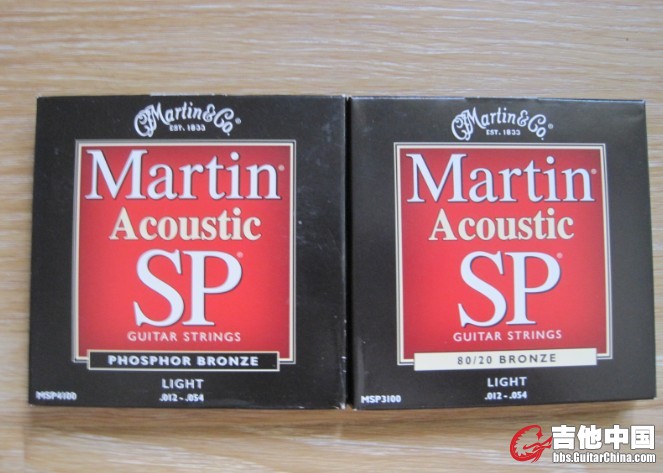 Martin & Co.
EST. 1833
Martin®
Acoustic
SP®
GUITAR STRINGS
PHOSPHOR BRONZE
LIGHT
.012 - .054
MSP4100
Martin & Co.
EST. 1833
Martin®
Acoustic
SP®
GUITAR STRINGS
80/20 BRONZE
LIGHT
.012 - .054
MSP3100
吉他中国
bbs.GuitarChina.com